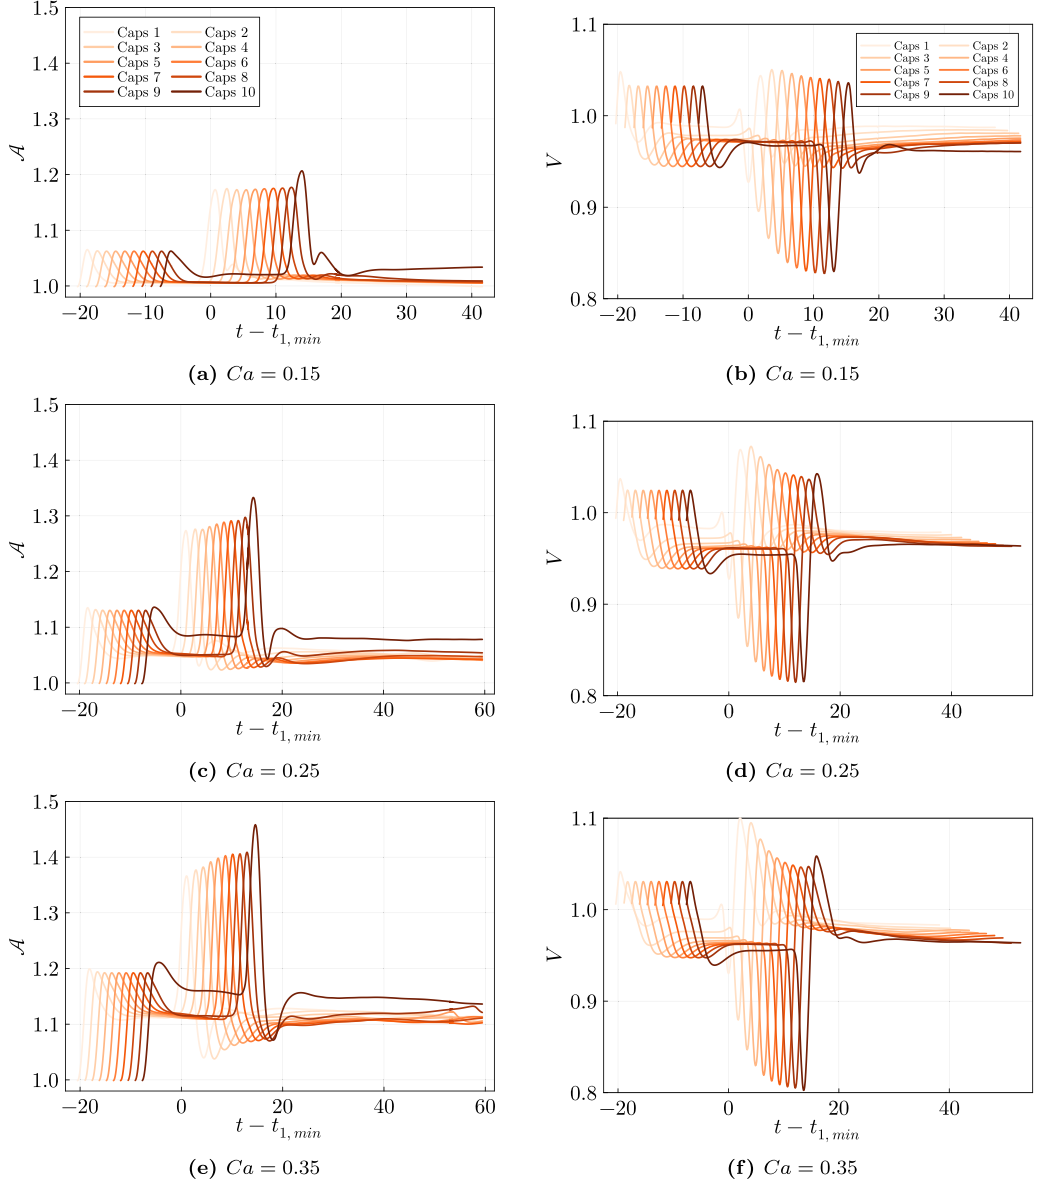 1.5
1.4
1.3
1.2
1.1
1.0
𝒜
Caps 1 Caps 2
Caps 3 Caps 4
Caps 5 Caps 6
Caps 7 Caps 8
Caps 9 Caps 10
−20 −10 0 10 20 30 40
t − t1, min
(a) Ca = 0.15
1.1
1.0
0.9
0.8
V
Caps 1 Caps 2
Caps 3 Caps 4
Caps 5 Caps 6
Caps 7 Caps 8
Caps 9 Caps 10
−20 −10 0 10 20 30 40
t − t1, min
(b) Ca = 0.15
1.5
1.4
1.3
1.2
1.1
1.0
𝒜
−20 0 20 40 60
t − t1, min
(c) Ca = 0.25
1.1
1.0
0.9
0.8
V
−20 0 20 40
t − t1, min
(d) Ca = 0.25
1.5
1.4
1.3
1.2
1.1
1.0
𝒜
−20 0 20 40 60
t − t1, min
(e) Ca = 0.35
1.1
1.0
0.9
0.8
V
−20 0 20 40
t − t1, min
(f) Ca = 0.35